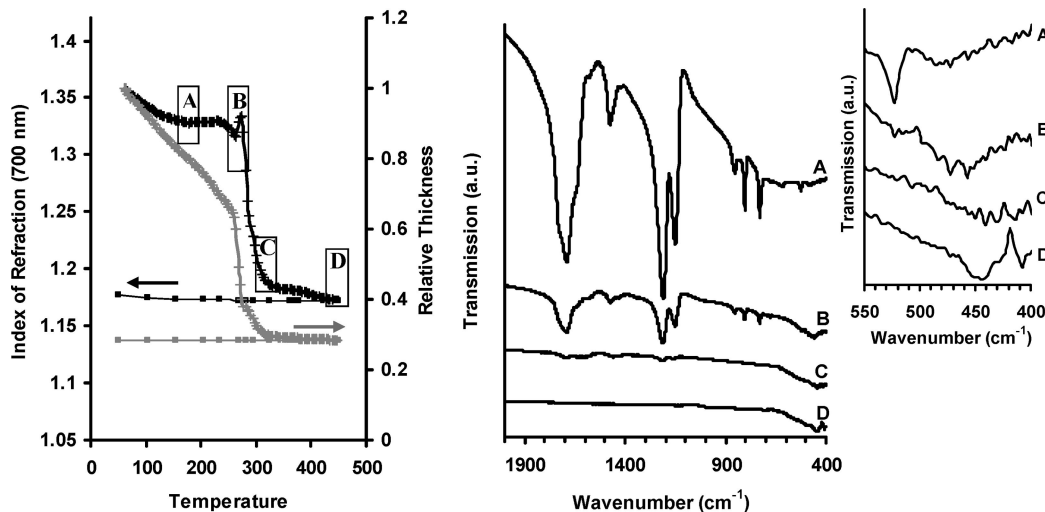 1.4
1.35
1.3
1.25
1.2
1.15
1.1
1.05
Index of Refraction (700 nm)
0 100 200 300 400 500
Temperature
1.2
1
0.8
0.6
0.4
0.2
0
Relative Thickness
A
B
C
D
Transmission (a.u.)
A
B
C
D
1900 1400 900 400
Wavenumber (cm⁻¹)
Transmission (a.u.)
A
B
C
D
550 500 450 400
Wavenumber (cm⁻¹)